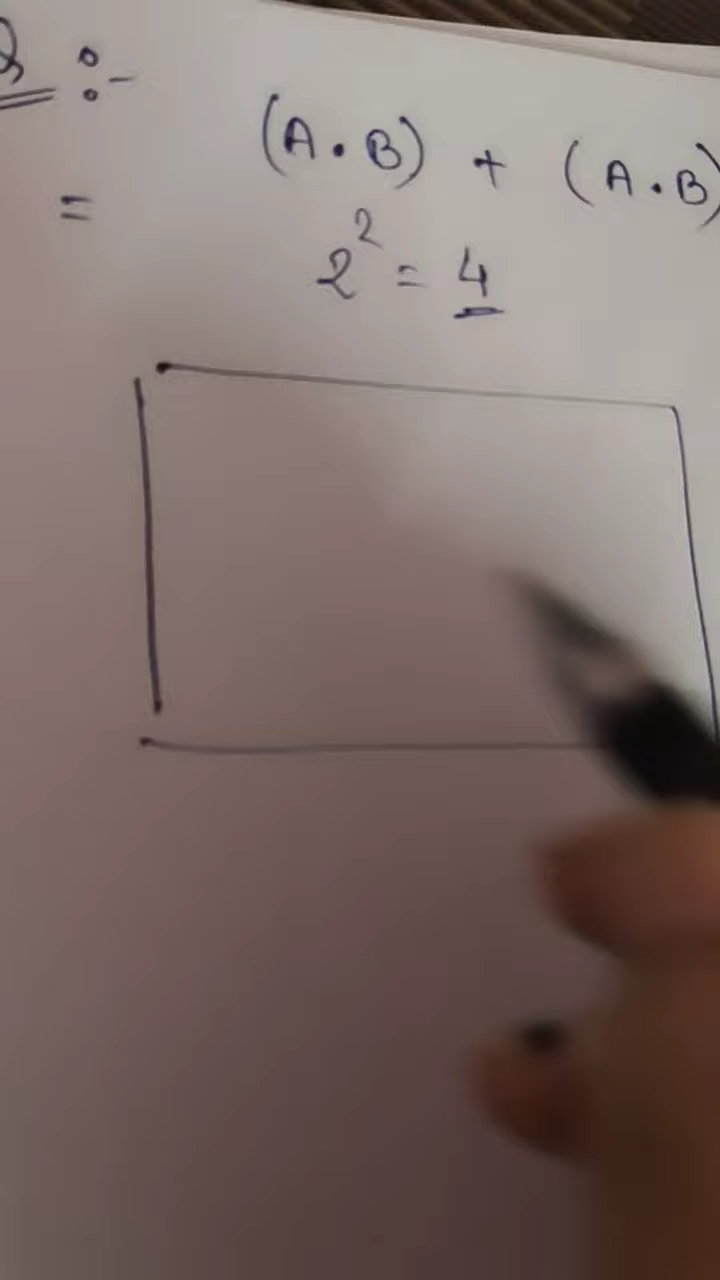 :- (A.B) + (A.B)
=
2² = 4